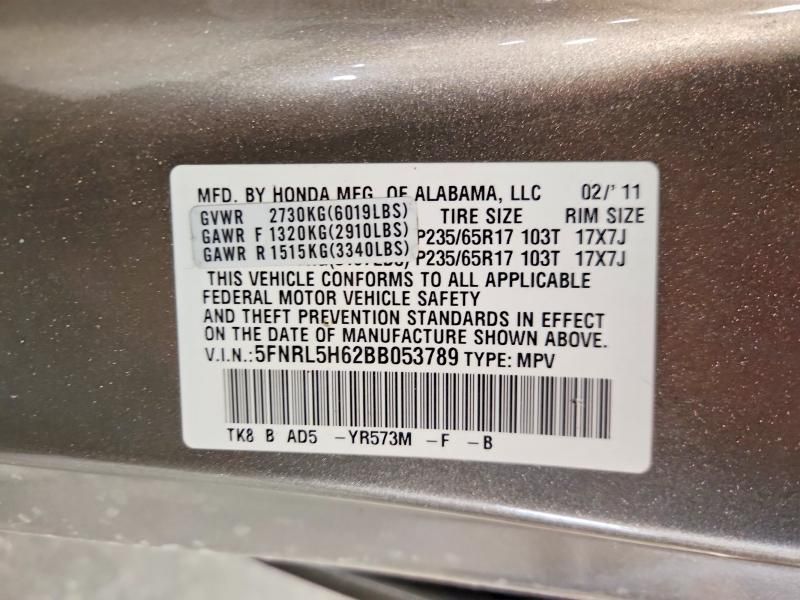 MFD. BY HONDA MFG. OF ALABAMA, LLC 02/' 11
GVWR 2730KG(6019LBS) TIRE SIZE RIM SIZE
GAWR F 1320KG(2910LBS) P235/65R17 103T 17X7J
GAWR R 1515KG(3340LBS) P235/65R17 103T 17X7J
THIS VEHICLE CONFORMS TO ALL APPLICABLE
FEDERAL MOTOR VEHICLE SAFETY
AND THEFT PREVENTION STANDARDS IN EFFECT
ON THE DATE OF MANUFACTURE SHOWN ABOVE.
V.I.N.:5FNRL5H62BB053789 TYPE: MPV
TK8 B AD5 -YR573M -F -B